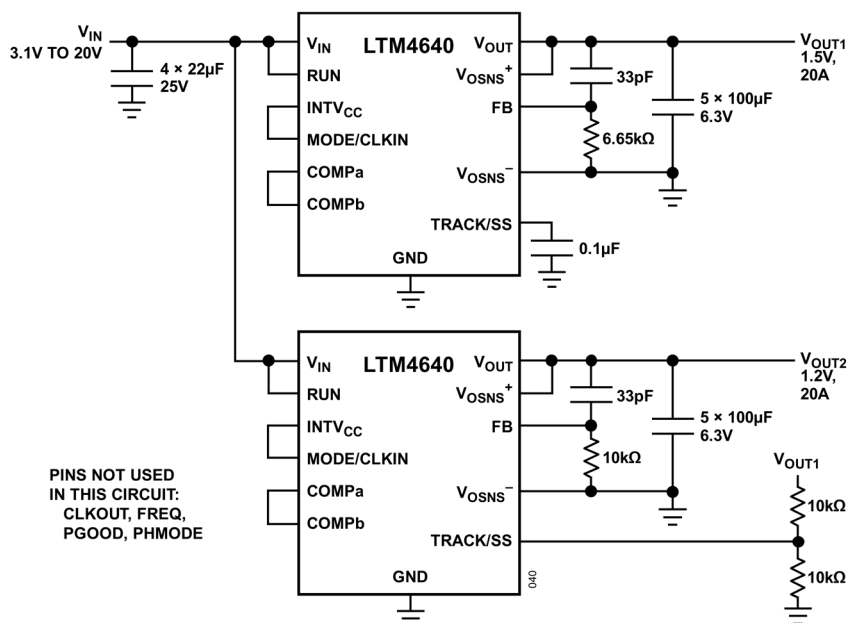 VIN
3.1V TO 20V
4 × 22µF
25V
LTM4640
VIN
RUN
INTVCC
MODE/CLKIN
COMPa
COMPb
VOUT
VOSNS+
FB
VOSNS−
TRACK/SS
GND
33pF
6.65kΩ
5 × 100µF
6.3V
0.1µF
VOUT1
1.5V,
20A
LTM4640
VIN
RUN
INTVCC
MODE/CLKIN
COMPa
COMPb
VOUT
VOSNS+
FB
VOSNS−
TRACK/SS
GND
040
33pF
10kΩ
5 × 100µF
6.3V
VOUT2
1.2V,
20A
VOUT1
10kΩ
10kΩ
PINS NOT USED
IN THIS CIRCUIT:
CLKOUT, FREQ,
PGOOD, PHMODE